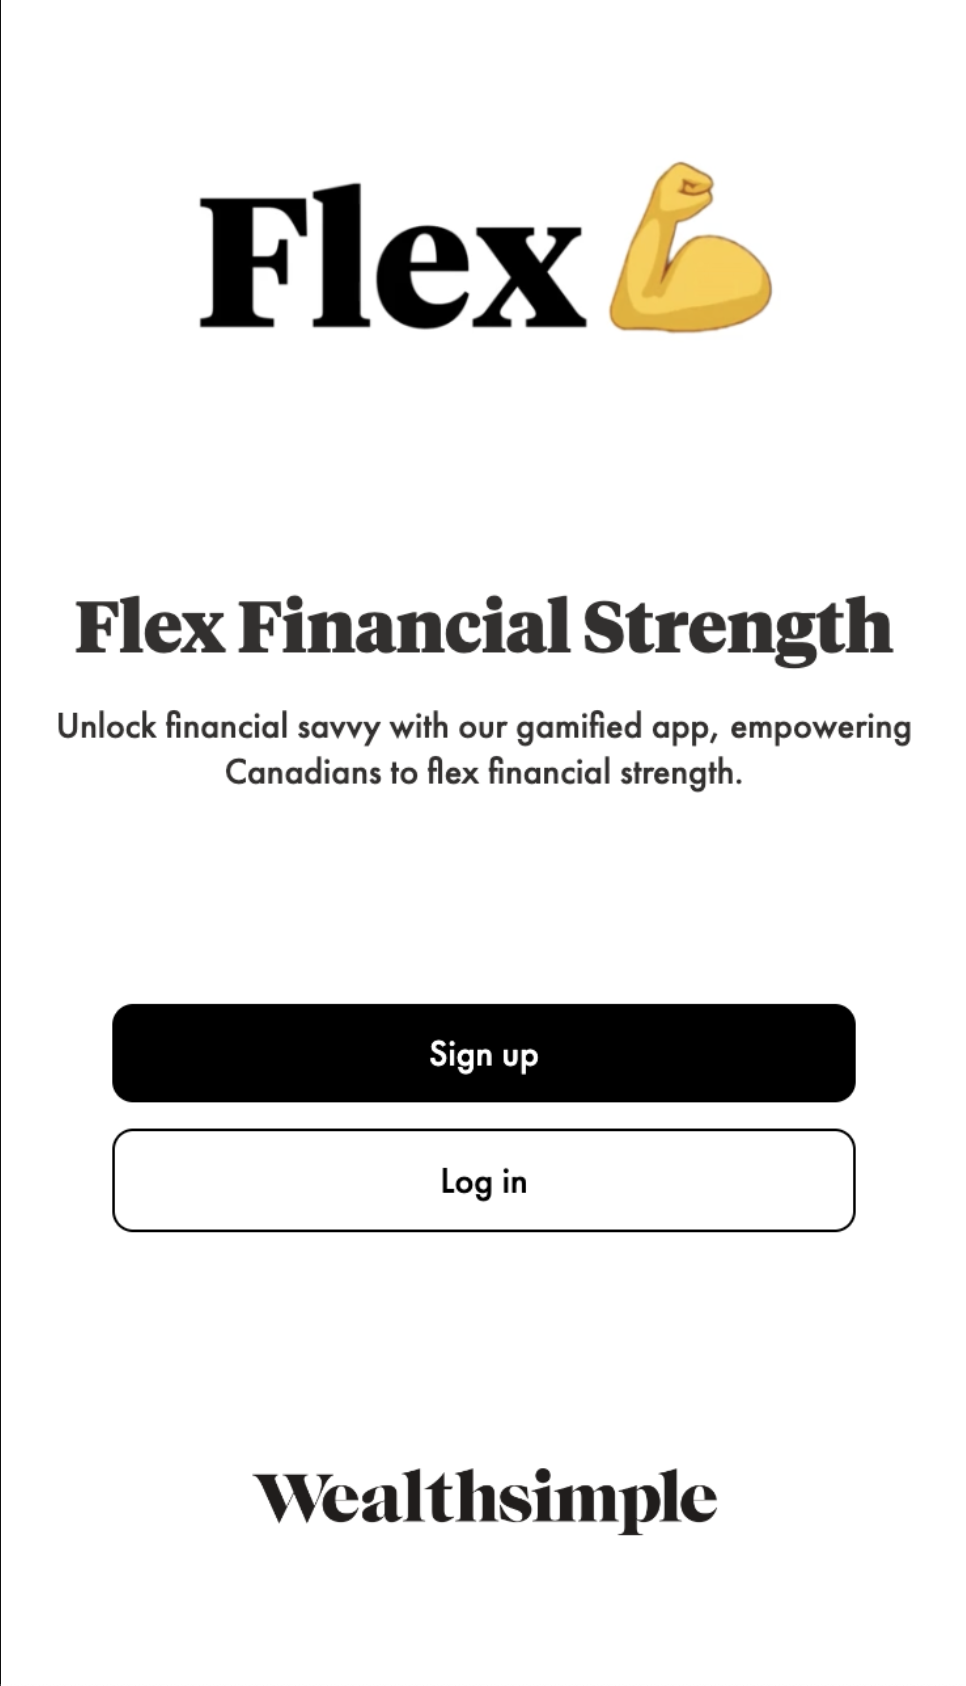 Flex
Flex Financial Strength
Unlock financial savvy with our gamified app, empowering
Canadians to flex financial strength.
Sign up
Log in
Wealthsimple